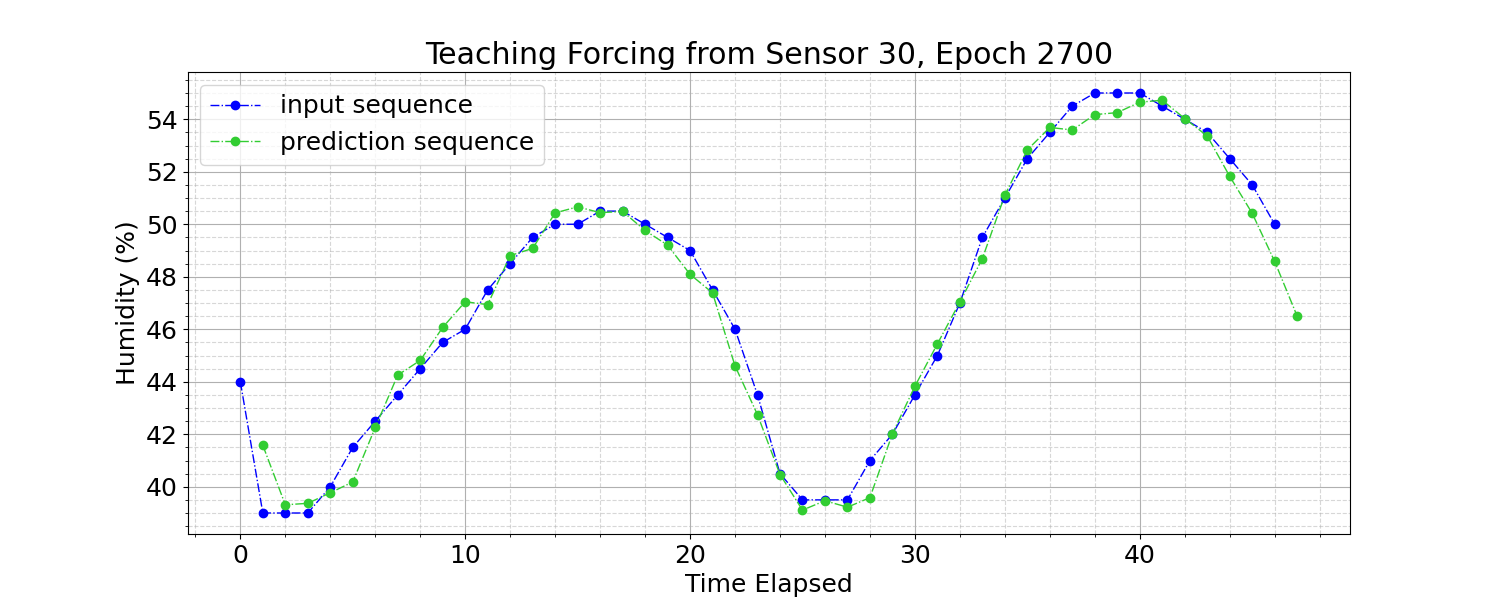 Teaching Forcing from Sensor 30, Epoch 2700
input sequence
prediction sequence
54
52
50
48
46
44
42
40
Humidity (%)
0 10 20 30 40
Time Elapsed